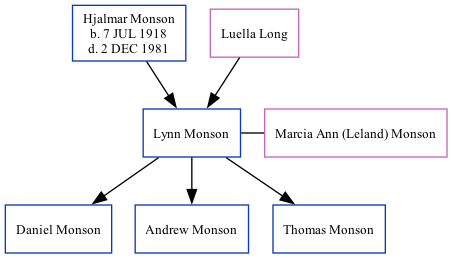 Hjalmar Monson
b. 7 JUL 1918
d. 2 DEC 1981
Luella Long
Lynn Monson
Marcia Ann (Leland) Monson
Daniel Monson
Andrew Monson
Thomas Monson